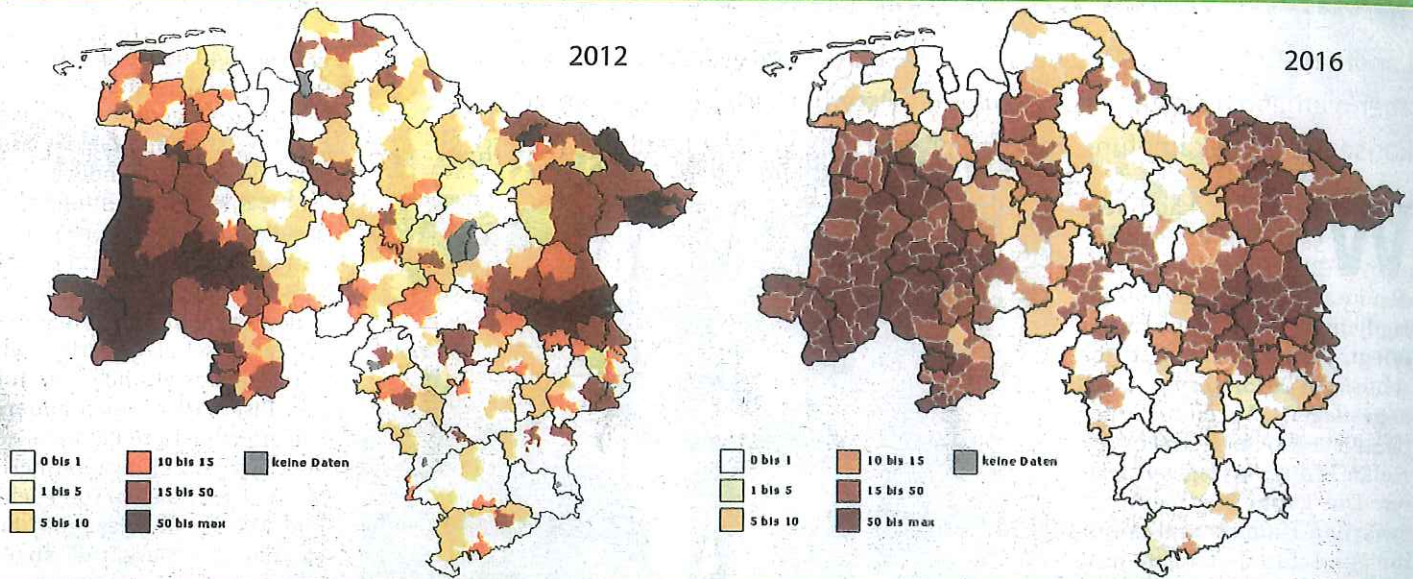 2012
2016
0 bis 1
10 bis 15
keine Daten
1 bis 5
15 bis 50
5 bis 10
50 bis max
0 bis 1
10 bis 15
keine Daten
1 bis 5
15 bis 50
5 bis 10
50 bis max